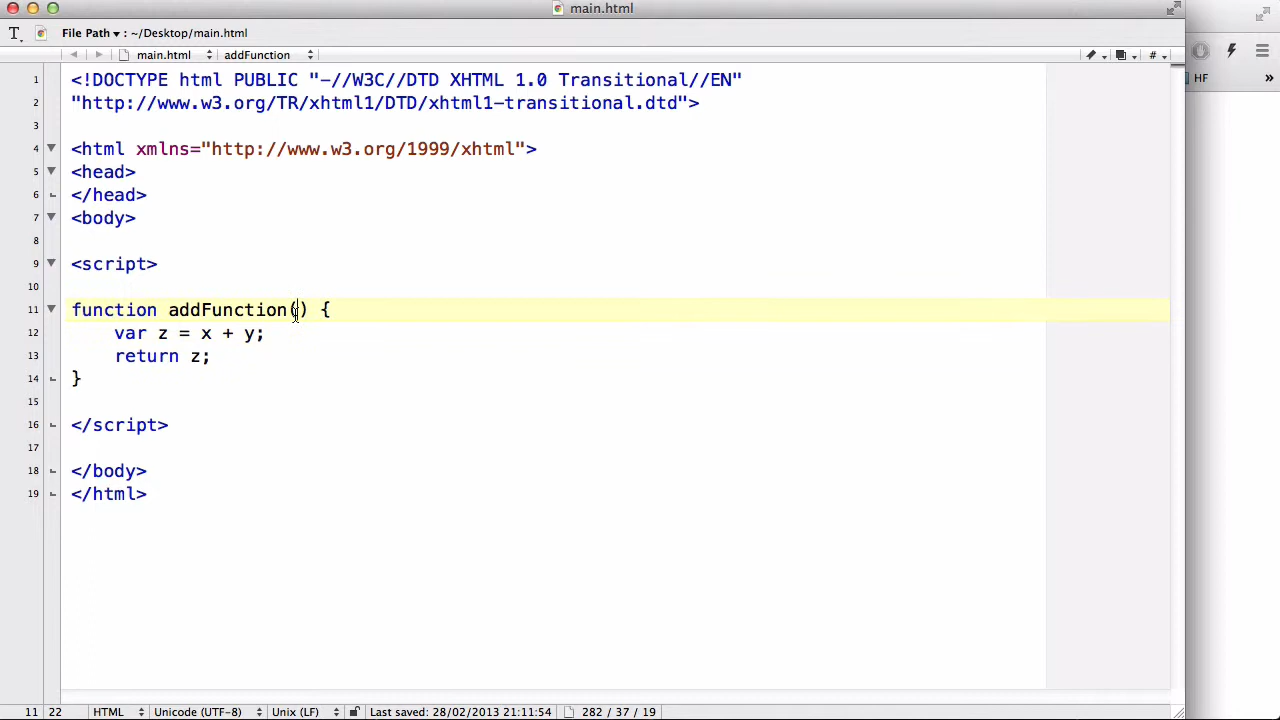 main.html
File Path : ~/Desktop/main.html
main.html addFunction #
HF »
1 <!DOCTYPE html PUBLIC "-//W3C//DTD XHTML 1.0 Transitional//EN"
2 "http://www.w3.org/TR/xhtml1/DTD/xhtml1-transitional.dtd">
3
4 <html xmlns="http://www.w3.org/1999/xhtml">
5 <head>
6 </head>
7 <body>
8
9 <script>
10
11 function addFunction() {
12 var z = x + y;
13 return z;
14 }
15
16 </script>
17
18 </body>
19 </html>
11 22 HTML Unicode (UTF-8) Unix (LF) Last saved: 28/02/2013 21:11:54 282 / 37 / 19